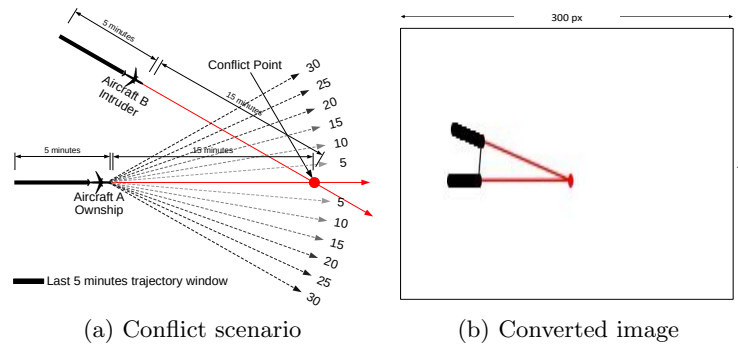 5 minutes
15 minutes
Conflict Point
Aircraft B
Intruder
30
25
20
15
10
5
5 minutes
15 minutes
Aircraft A
Ownship
5
10
15
20
25
30
Last 5 minutes trajectory window
(a) Conflict scenario
300 px
(b) Converted image